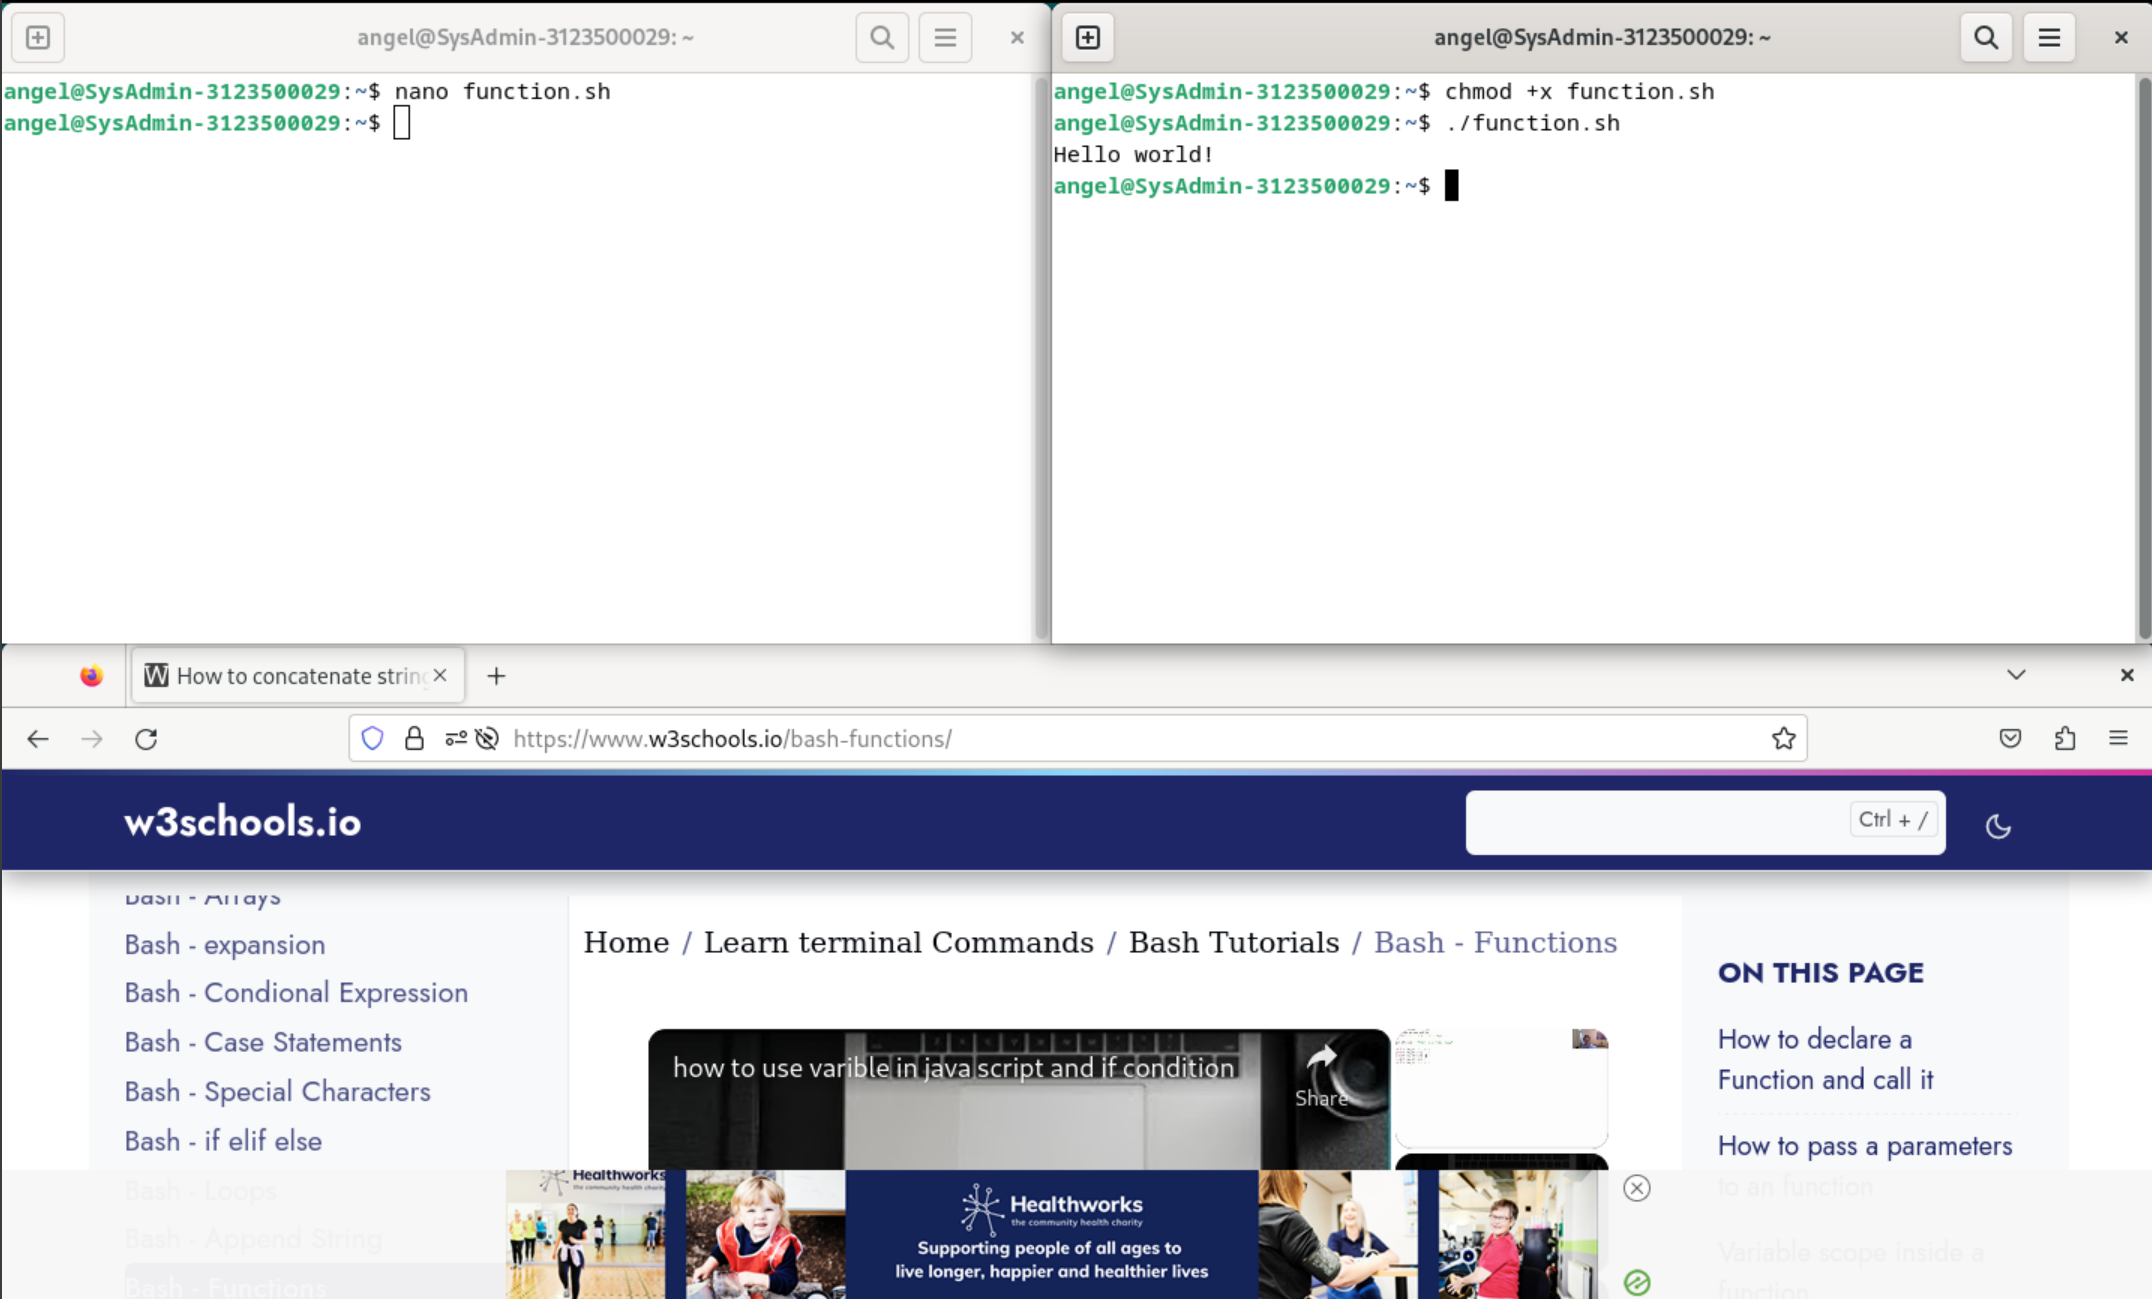 angel@SysAdmin-3123500029: ~
angel@SysAdmin-3123500029:~$ nano function.sh
angel@SysAdmin-3123500029:~$
angel@SysAdmin-3123500029: ~
angel@SysAdmin-3123500029:~$ chmod +x function.sh
angel@SysAdmin-3123500029:~$ ./function.sh
Hello world!
angel@SysAdmin-3123500029:~$
How to concatenate string
https://www.w3schools.io/bash-functions/
w3schools.io
Ctrl + /
Bash - Arrays
Bash - expansion
Bash - Condional Expression
Bash - Case Statements
Bash - Special Characters
Bash - if elif else
Bash - Loops
Bash - Append String
Bash - Functions
Home / Learn terminal Commands / Bash Tutorials / Bash - Functions
how to use varible in java script and if condition
Share
Healthworks
the community health charity
Healthworks
the community health charity
Supporting people of all ages to
live longer, happier and healthier lives
ON THIS PAGE
How to declare a
Function and call it
How to pass a parameters
to an function
Variable scope inside a
function